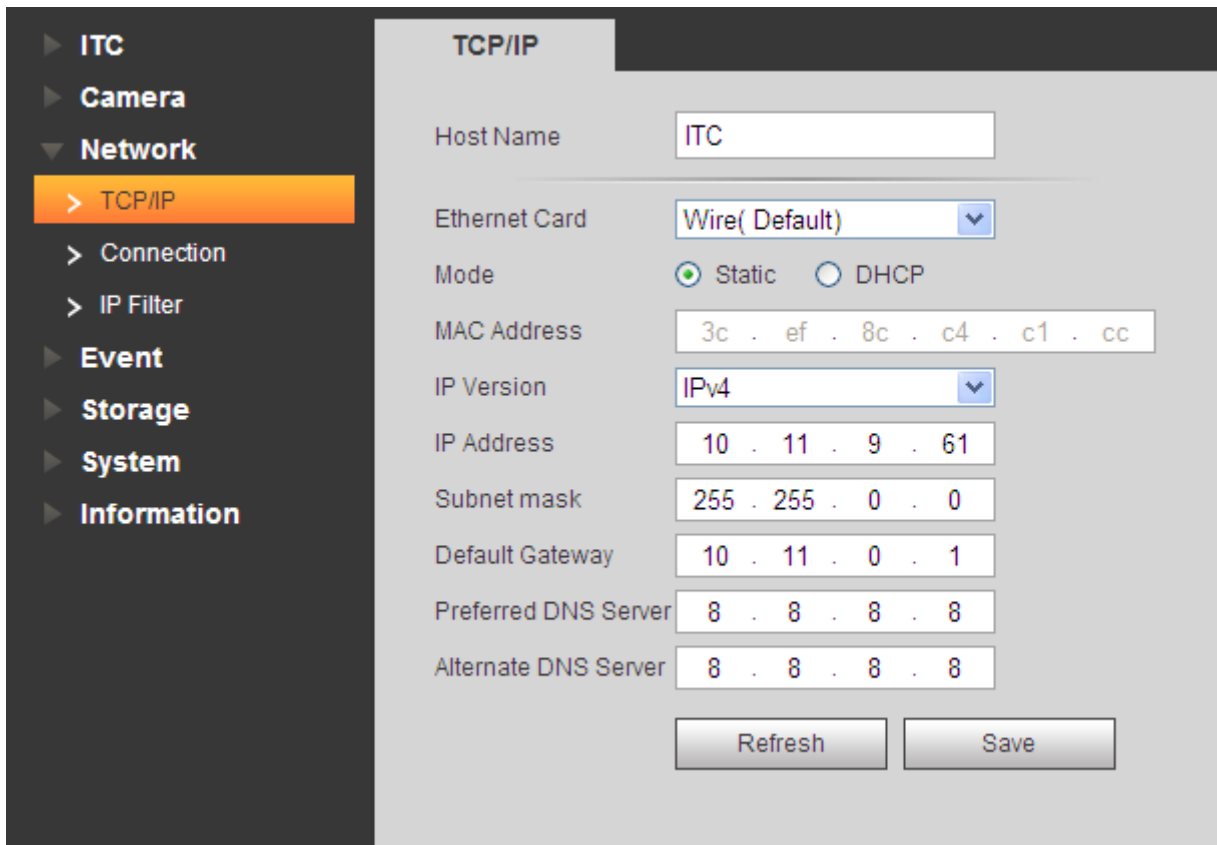 ITC
Camera
Network
TCP/IP
Connection
IP Filter
Event
Storage
System
Information
TCP/IP
Host Name ITC
Ethernet Card Wire( Default)
Mode Static DHCP
MAC Address 3c . ef . 8c . c4 . c1 . cc
IP Version IPv4
IP Address 10 . 11 . 9 . 61
Subnet mask 255 . 255 . 0 . 0
Default Gateway 10 . 11 . 0 . 1
Preferred DNS Server 8 . 8 . 8 . 8
Alternate DNS Server 8 . 8 . 8 . 8
Refresh Save